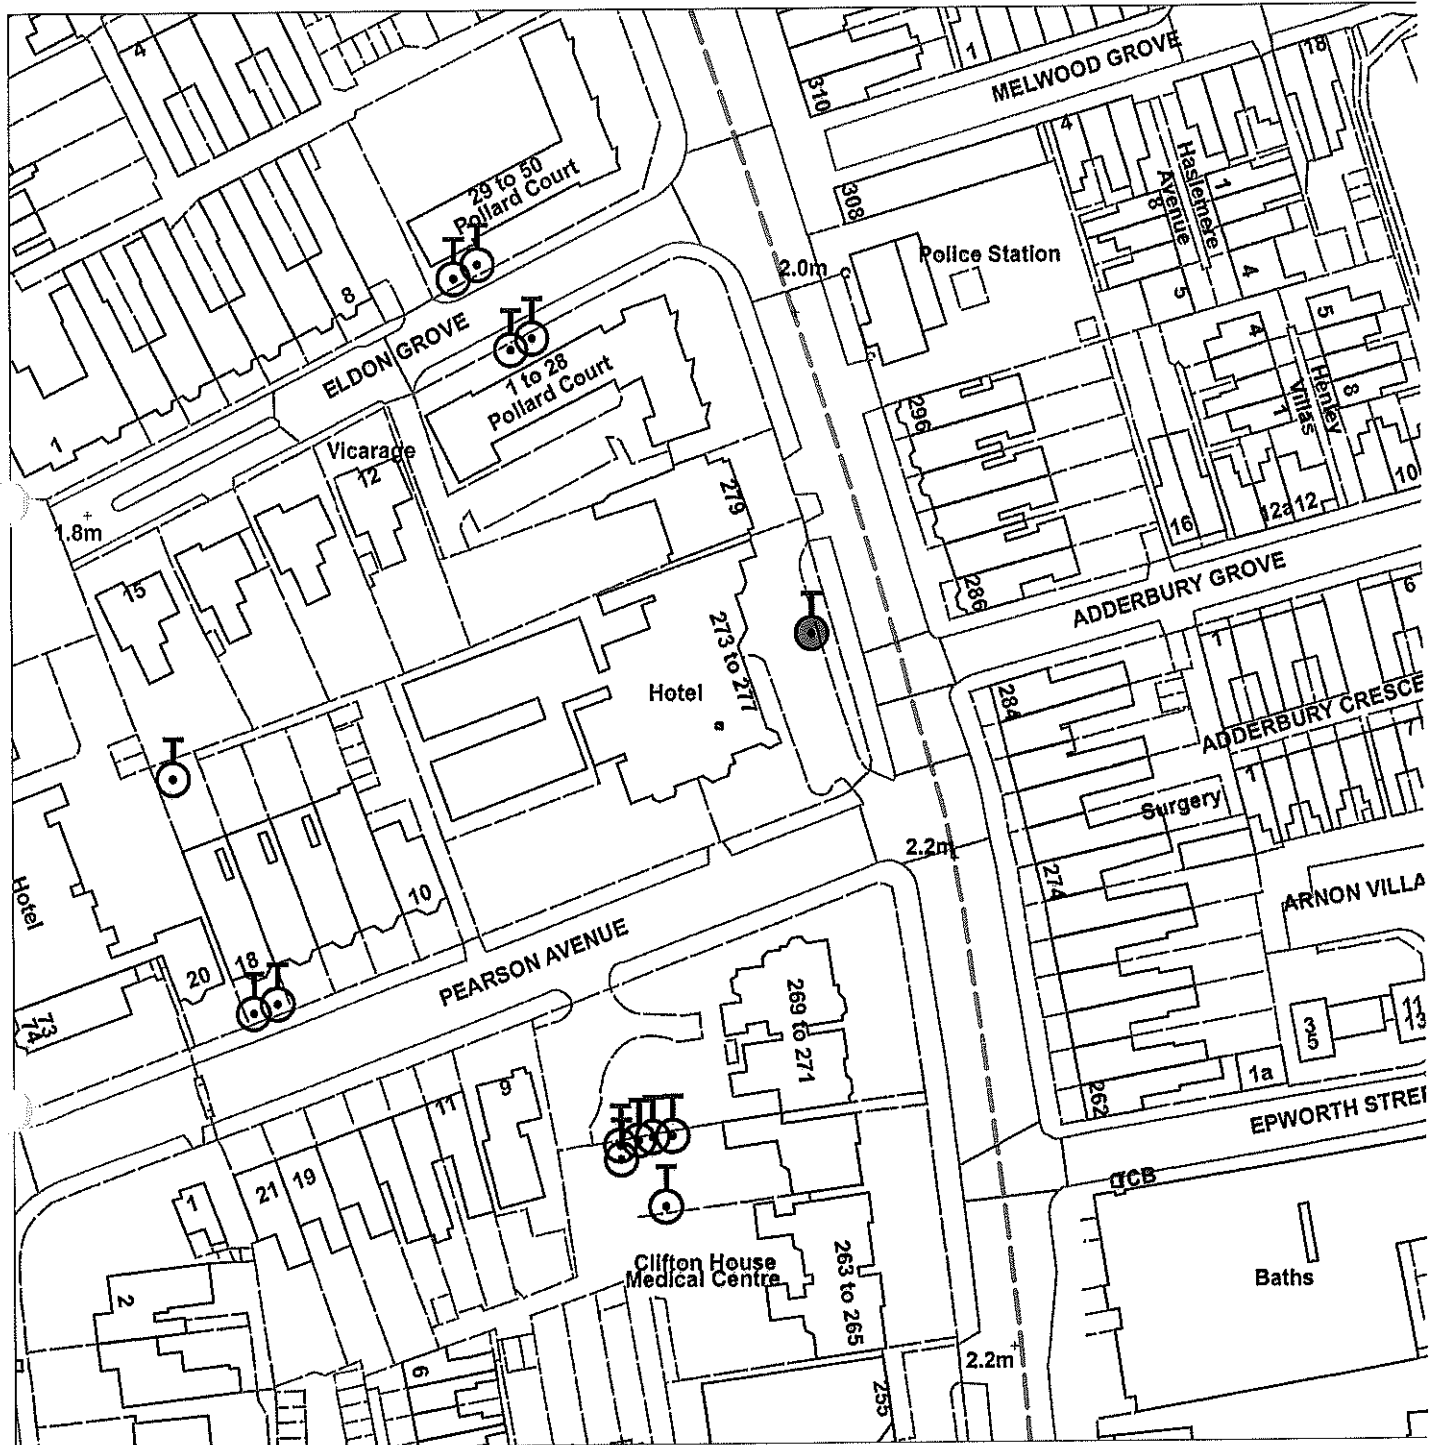 4
1
18
MELWOOD GROVE
310
4
29 to 50
Pollard Court
Haslemere
Avenue
1
8
308
Police Station
2.0m
4
5
8
5
4
ELDON GROVE
1 to 28
Pollard Court
Henley
Villas
8
1
296
1
Vicarage
12
10
279
12a
12
16
1.8m
ADDERBURY GROVE
286
15
6
1
273 to 277
Hotel
284
ADDERBURY CRESCE
7
1
Surgery
2.2m
274
ARNON VILLA
Hotel
10
PEARSON AVENUE
18
20
269 to 271
73
74
11
13
3
5
1a
9
11
262
EPWORTH STREE
TCB
19
21
1
Clifton House
Medical Centre
263 to 265
Baths
2
2.2m
6
255
T
T
T
T
T
T
T
T
T
T
T
T
T
T